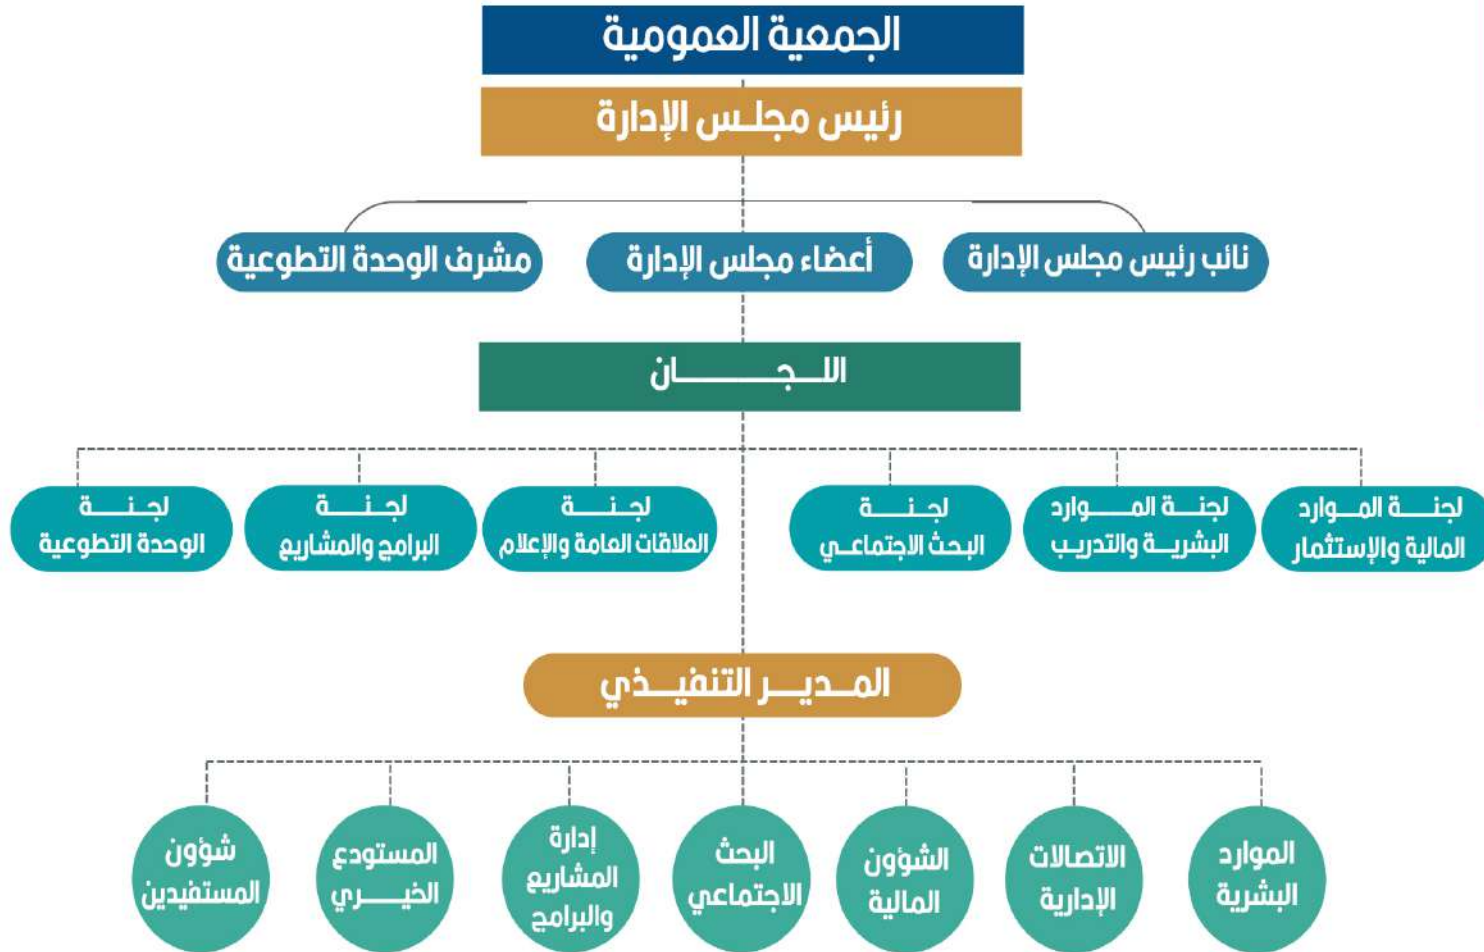 الجمعية العمومية
رئيس مجلس الإدارة
نائب رئيس مجلس الإدارة
أعضاء مجلس الإدارة
مشرف الوحدة التطوعية
اللجان
لجنة الموارد
المالية والإستثمار
لجنة الموارد
البشرية والتدريب
لجنة
البحث الاجتماعي
لجنة
العلاقات العامة والإعلام
لجنة
البرامج والمشاريع
لجنة
الوحدة التطوعية
المدير التنفيذي
الموارد
البشرية
الاتصالات
الإدارية
الشؤون
المالية
البحث
الاجتماعي
إدارة
المشاريع
والبرامج
المستودع
الخيري
شؤون
المستفيدين